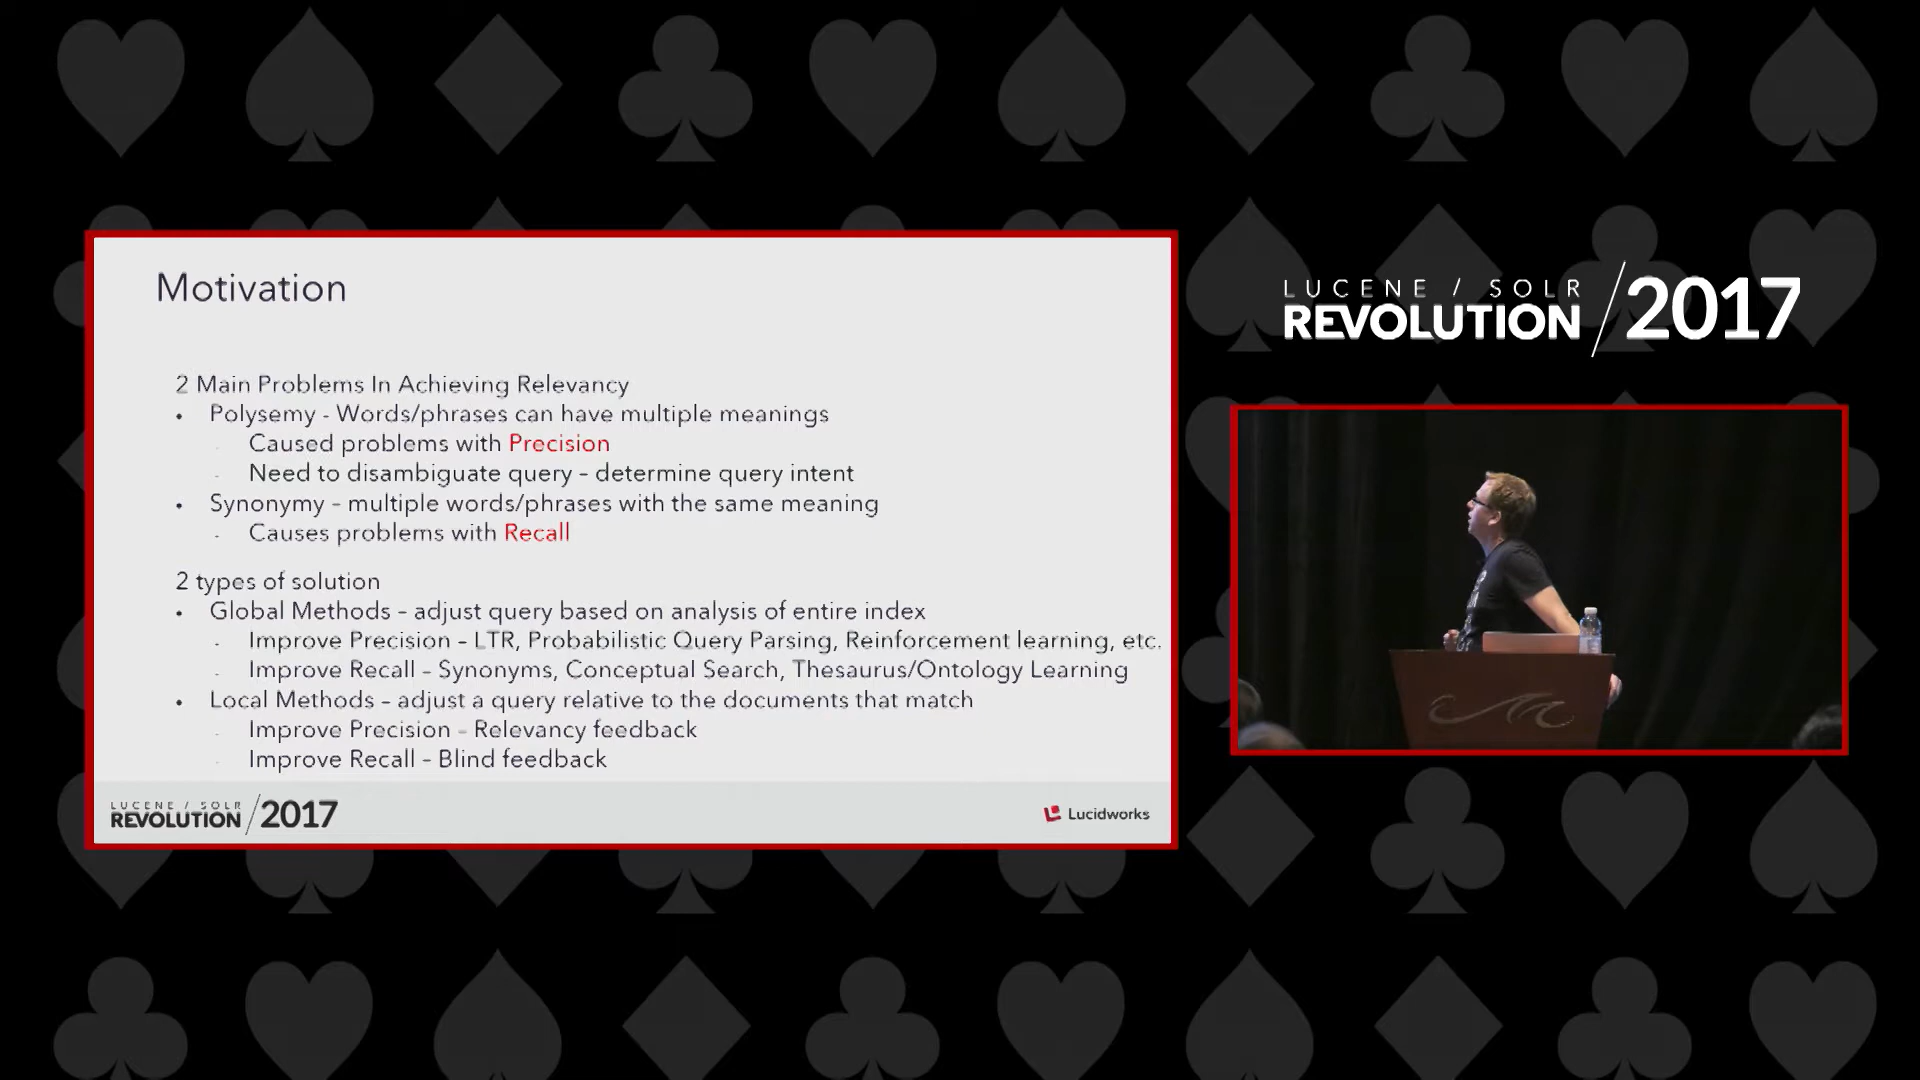 Motivation
2 Main Problems In Achieving Relevancy
• Polysemy - Words/phrases can have multiple meanings
- Caused problems with Precision
- Need to disambiguate query – determine query intent
• Synonymy – multiple words/phrases with the same meaning
- Causes problems with Recall
2 types of solution
• Global Methods – adjust query based on analysis of entire index
- Improve Precision – LTR, Probabilistic Query Parsing, Reinforcement learning, etc.
- Improve Recall – Synonyms, Conceptual Search, Thesaurus/Ontology Learning
• Local Methods – adjust a query relative to the documents that match
- Improve Precision – Relevancy feedback
- Improve Recall – Blind feedback
LUCENE / SOLR
REVOLUTION / 2017
Lucidworks
LUCENE / SOLR
REVOLUTION / 2017